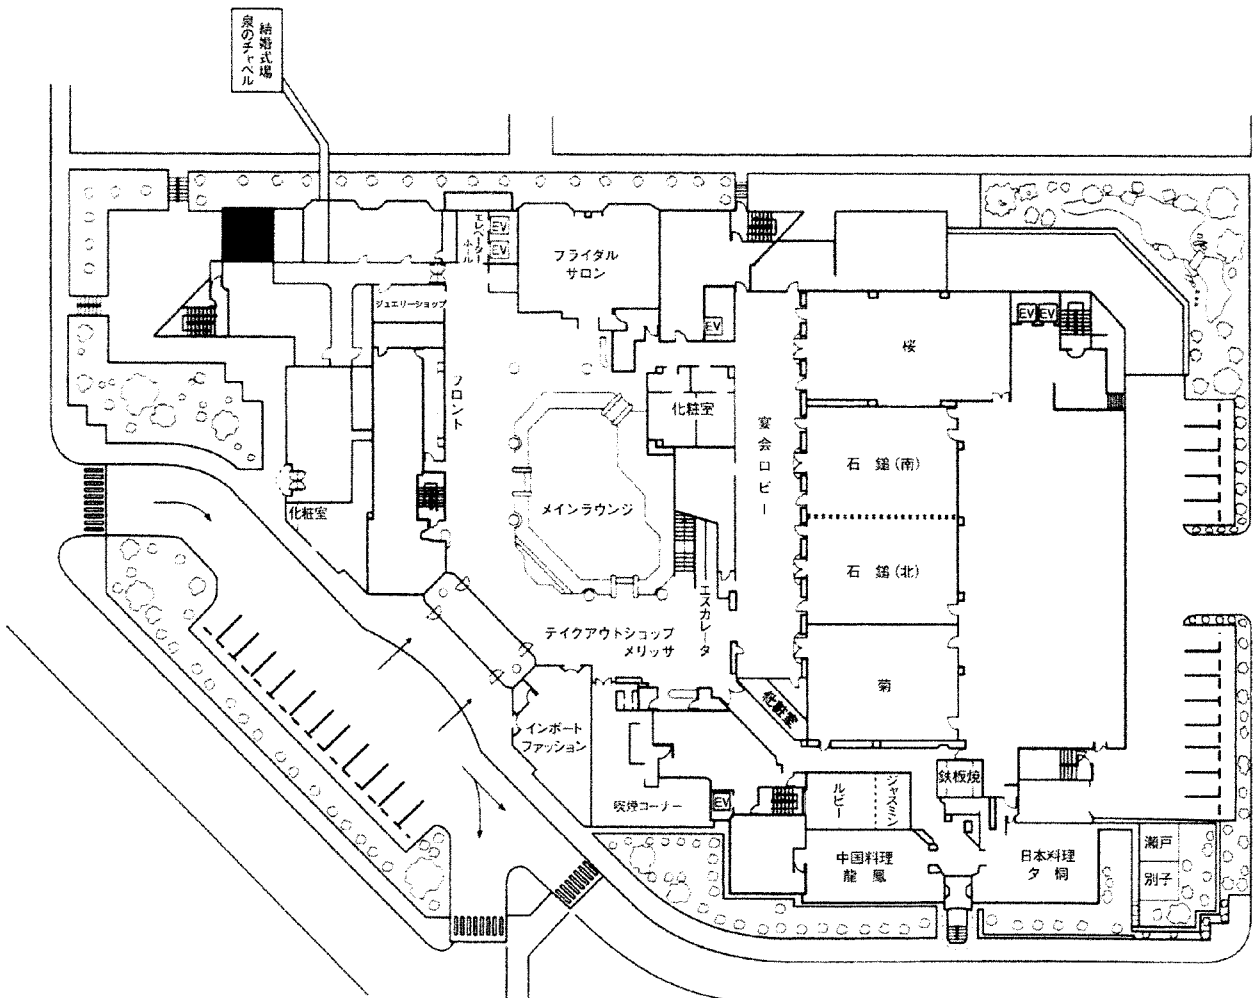 結婚式場
泉のチャペル
エレベーター
ホール
EV
EV
ブライダル
サロン
ジュエリーショップ
EV
EV
EV
桜
フロント
化粧室
宴会ロビー
石鎚(南)
メインラウンジ
化粧室
石鎚(北)
エスカレータ
テイクアウトショップ
メリッサ
菊
化粧室
インポート
ファッション
鉄板焼
喫煙コーナー
EV
ルビー
ジャスミン
中国料理
龍鳳
日本料理
夕桐
瀬戸
別子